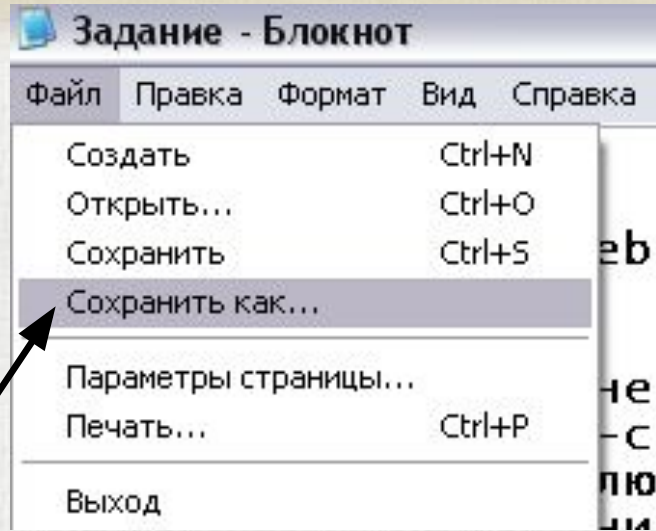 Задание - Блокнот
Файл Правка Формат Вид Справка
Создать Ctrl+N
Открыть... Ctrl+O
Сохранить Ctrl+S
Сохранить как...
Параметры страницы...
Печать... Ctrl+P
Выход